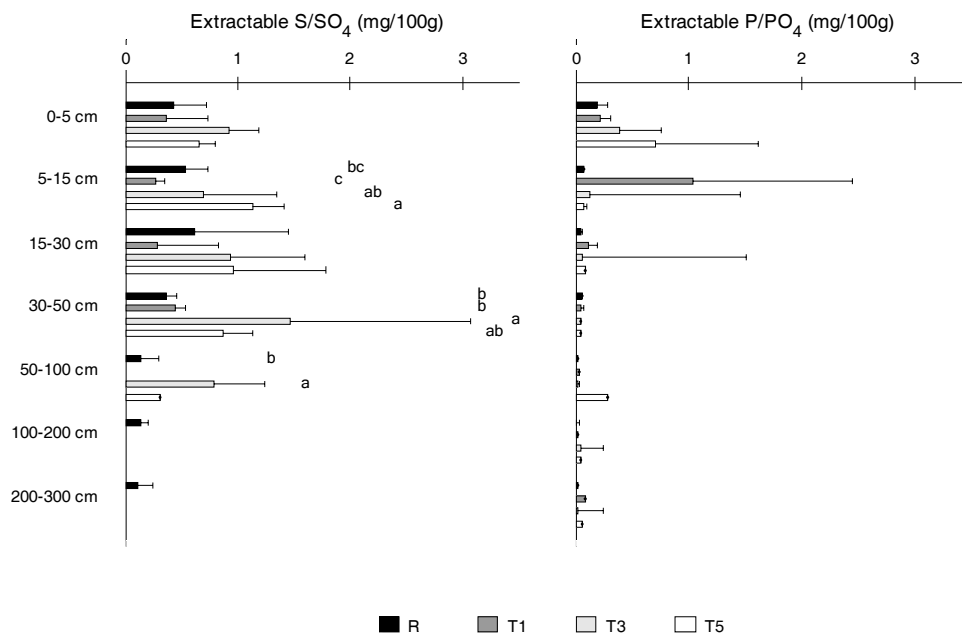 Extractable S/SO4 (mg/100g)
Extractable P/PO4 (mg/100g)
0 1 2 3
0 1 2 3
0-5 cm
bc
5-15 cm
c
ab
a
15-30 cm
b
30-50 cm
b
a
ab
b
50-100 cm
a
100-200 cm
200-300 cm
R T1 T3 T5